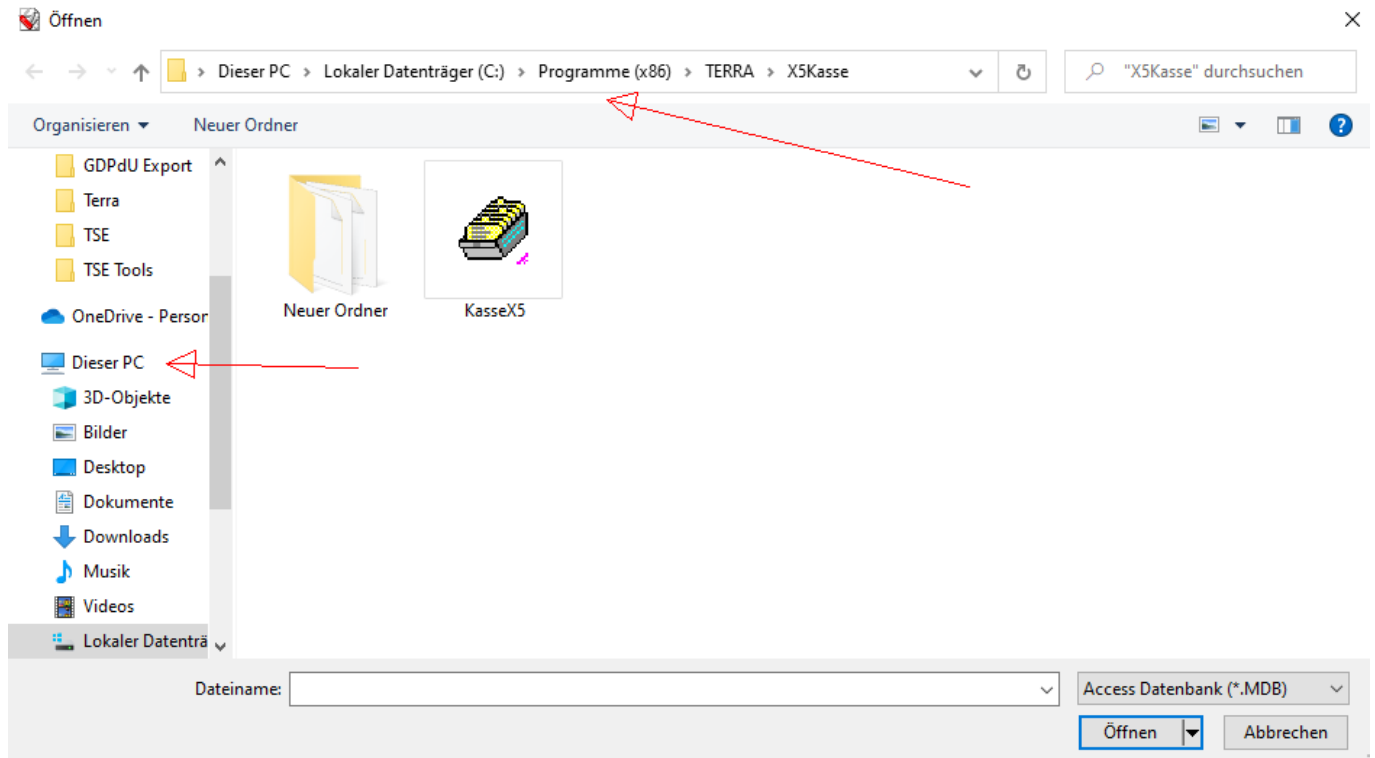 Öffnen
Dieser PC > Lokaler Datenträger (C:) > Programme (x86) > TERRA > X5Kasse
"X5Kasse" durchsuchen
Organisieren
Neuer Ordner
GDPdU Export
Terra
TSE
TSE Tools
OneDrive - Person
Dieser PC
3D-Objekte
Bilder
Desktop
Dokumente
Downloads
Musik
Videos
Lokaler Datenträ
Neuer Ordner
KasseX5
Dateiname:
Access Datenbank (*.MDB)
Öffnen
Abbrechen